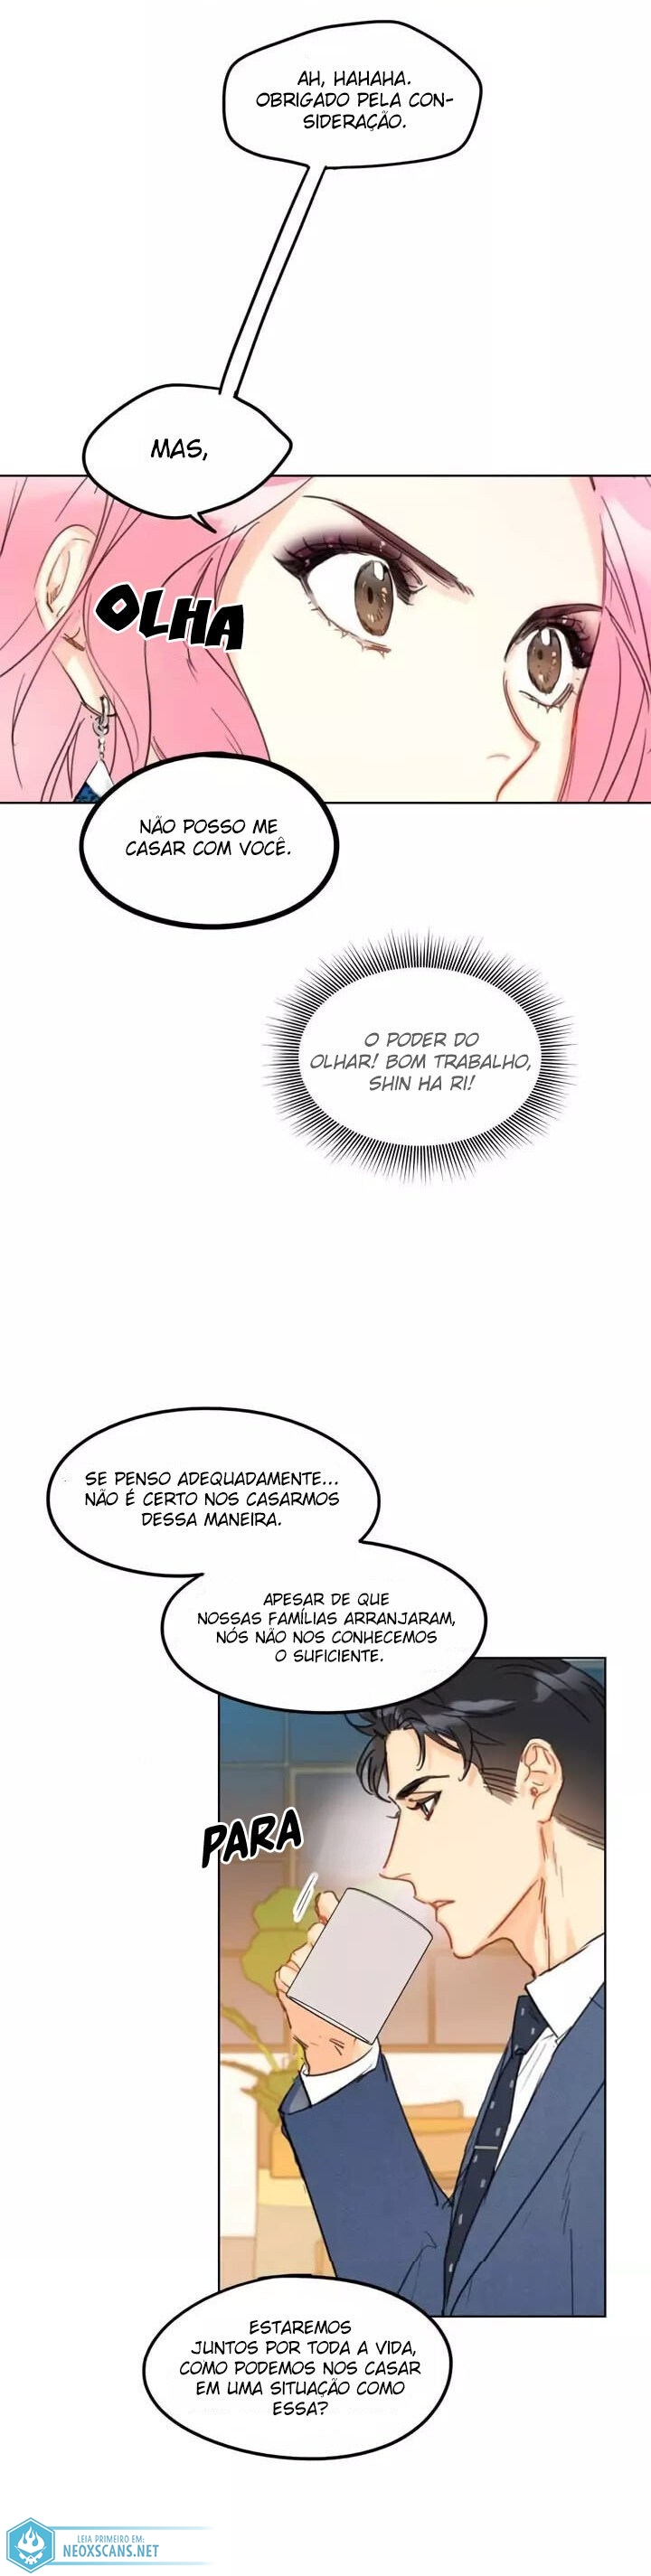 AH, HAHAHA.
OBRIGADO PELA CON-
SIDERAÇÃO.
MAS,
OLHA
NÃO POSSO ME
CASAR COM VOCÊ.
O PODER DO
OLHAR! BOM TRABALHO,
SHIN HA RI!
SE PENSO ADEQUADAMENTE...
NÃO É CERTO NOS CASARMOS
DESSA MANEIRA.
APESAR DE QUE
NOSSAS FAMÍLIAS ARRANJARAM,
NÓS NÃO NOS CONHECEMOS
O SUFICIENTE.
PARA
ESTAREMOS
JUNTOS POR TODA A VIDA,
COMO PODEMOS NOS CASAR
EM UMA SITUAÇÃO COMO
ESSA?
LEIA PRIMEIRO EM:
NEOXSCANS.NET